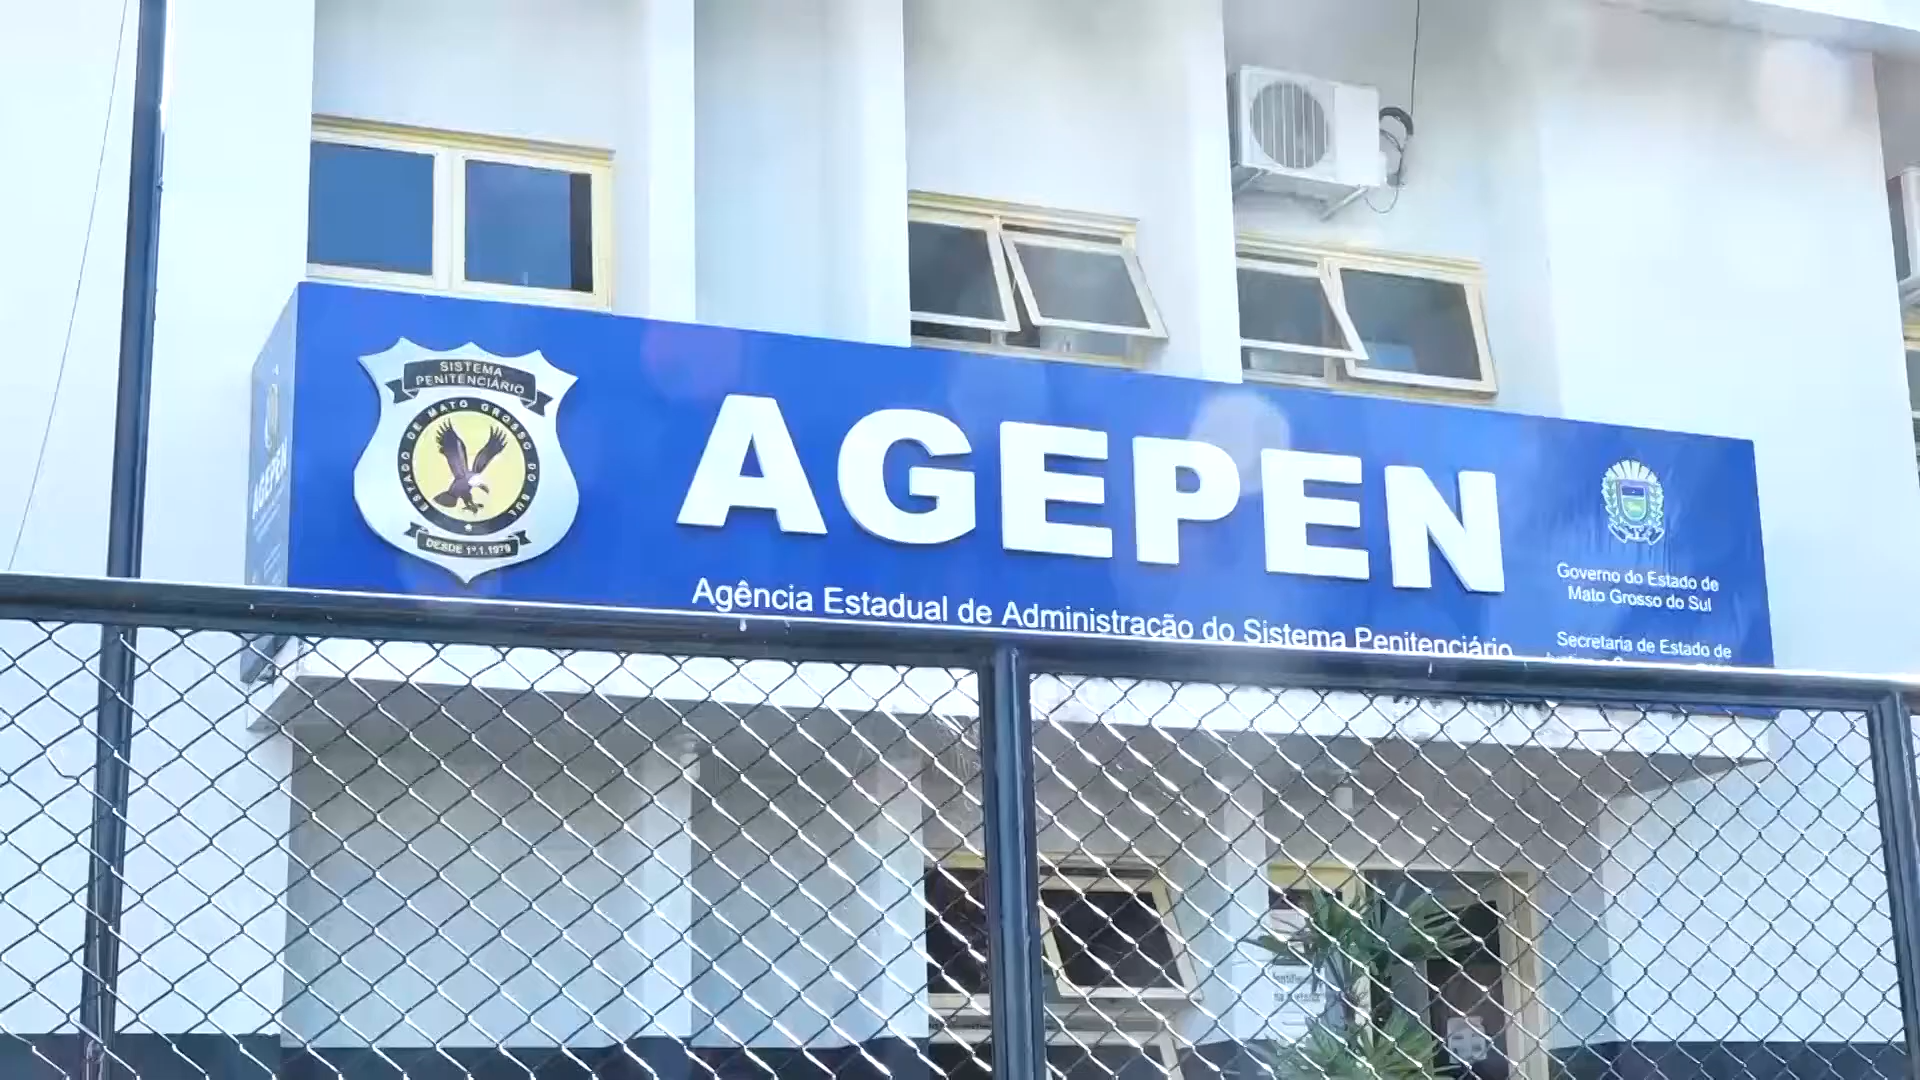 SISTEMA
PENITENCIÁRIO
ESTADO DE MATO GROSSO DO SUL
DESDE 1º.1.1979
AGEPEN
Agência Estadual de Administração do Sistema Penitenciário
Governo do Estado de
Mato Grosso do Sul
Secretaria de Estado de
AGEPEN